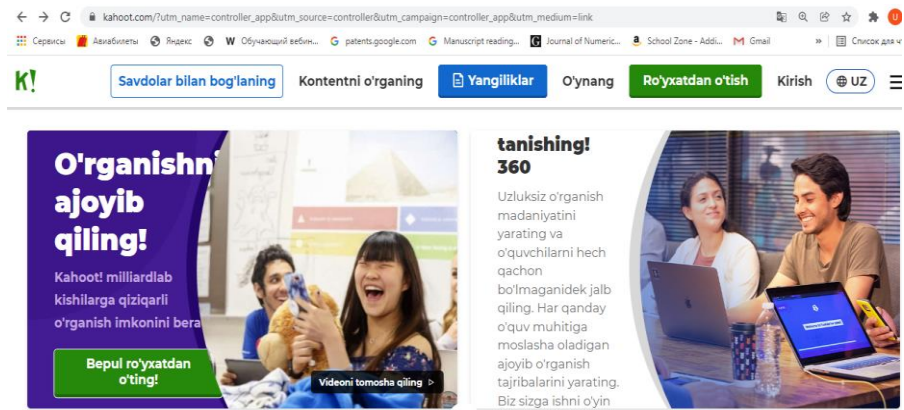 kahoot.com/?utm_name=controller_app&utm_source=controller&utm_campaign=controller_app&utm_medium=link
Сервисы Авиабилеты Яндекс W Обучающий вебин... patents.google.com Manuscript reading... Journal of Numeric... School Zone - Addi... Gmail » Список для ч
K! Savdolar bilan bog'laning Kontentni o'rganing Yangiliklar O'ynang Ro'yxatdan o'tish Kirish UZ
O'rganishni
ajoyib
qiling!
Kahoot! milliardlab
kishilarga qiziqarli
o'rganish imkonini bera
Bepul ro'yxatdan
o'ting!
Videoni tomosha qiling
tanishing!
360
Uzluksiz o'rganish
madaniyatini
yarating va
o'quvchilarni hech
qachon
bo'lmaganidek jalb
qiling. Har qanday
o'quv muhitiga
moslasha oladigan
ajoyib o'rganish
tajribalarini yarating.
Biz sizga ishni o'yin